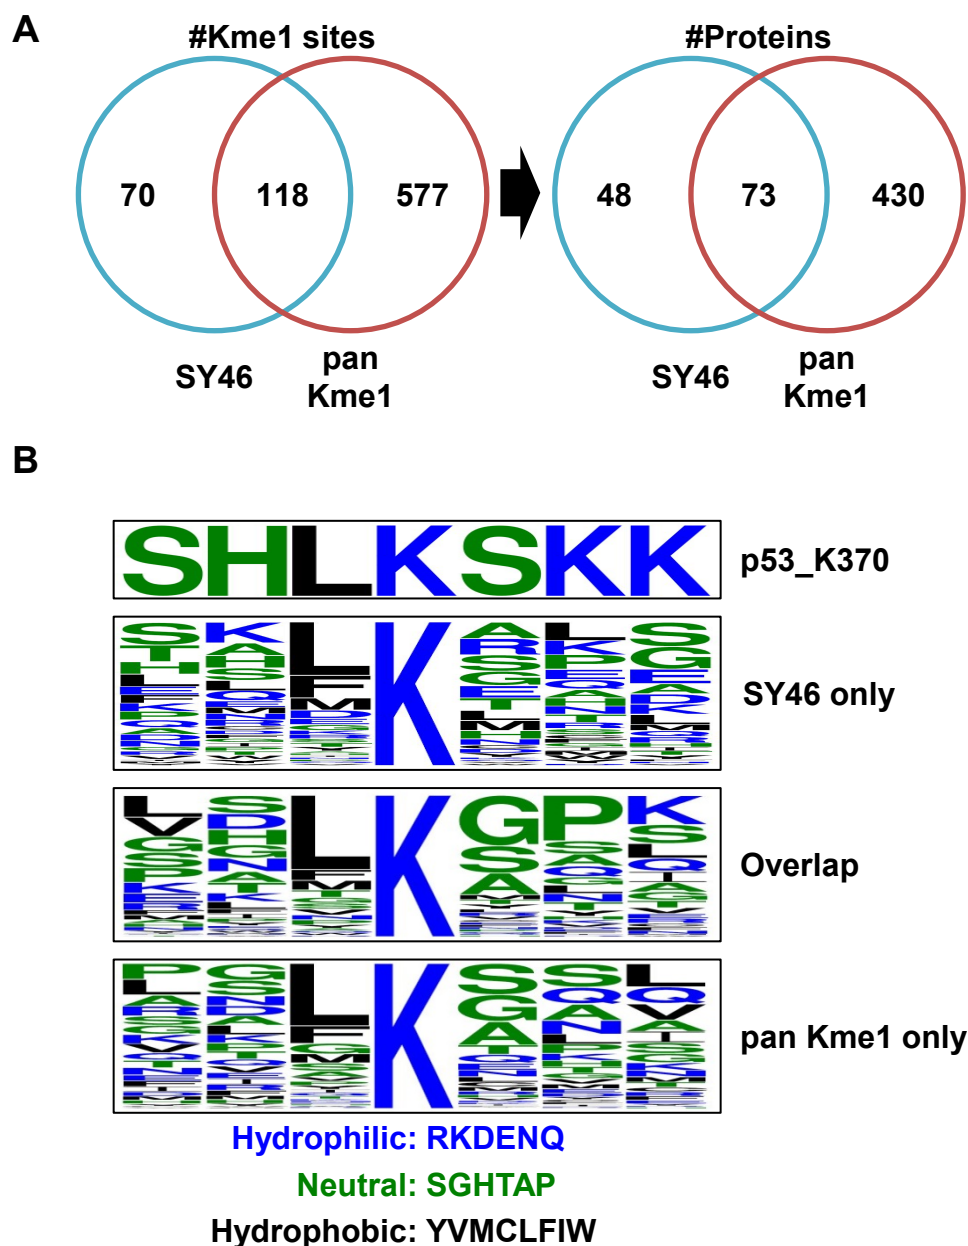 A
#Kme1 sites
#Proteins
70
118
577
48
73
430
SY46
pan
Kme1
SY46
pan
Kme1
B
SHLKSKK
p53_K370
SY46 only
Overlap
pan Kme1 only
Hydrophilic: RKDENQ
Neutral: SGHTAP
Hydrophobic: YVMCLFIW